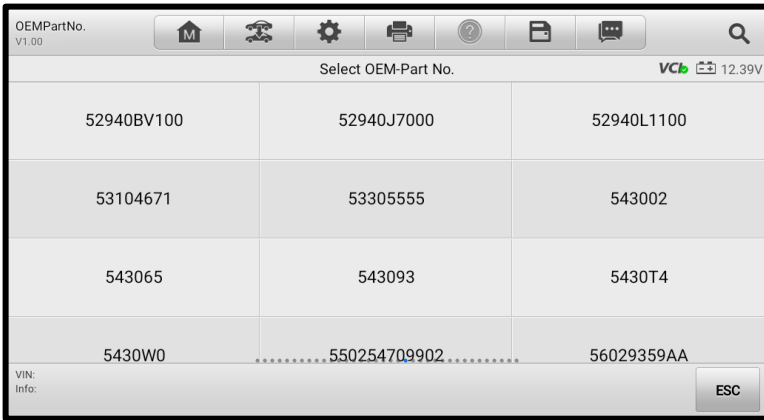 OEMPartNo.
V1.00
M
?
Select OEM-Part No.
VCI 12.39V
52940BV100 52940J7000 52940L1100
53104671 53305555 543002
543065 543093 5430T4
5430W0 550254709902 56029359AA
VIN:
Info:
ESC